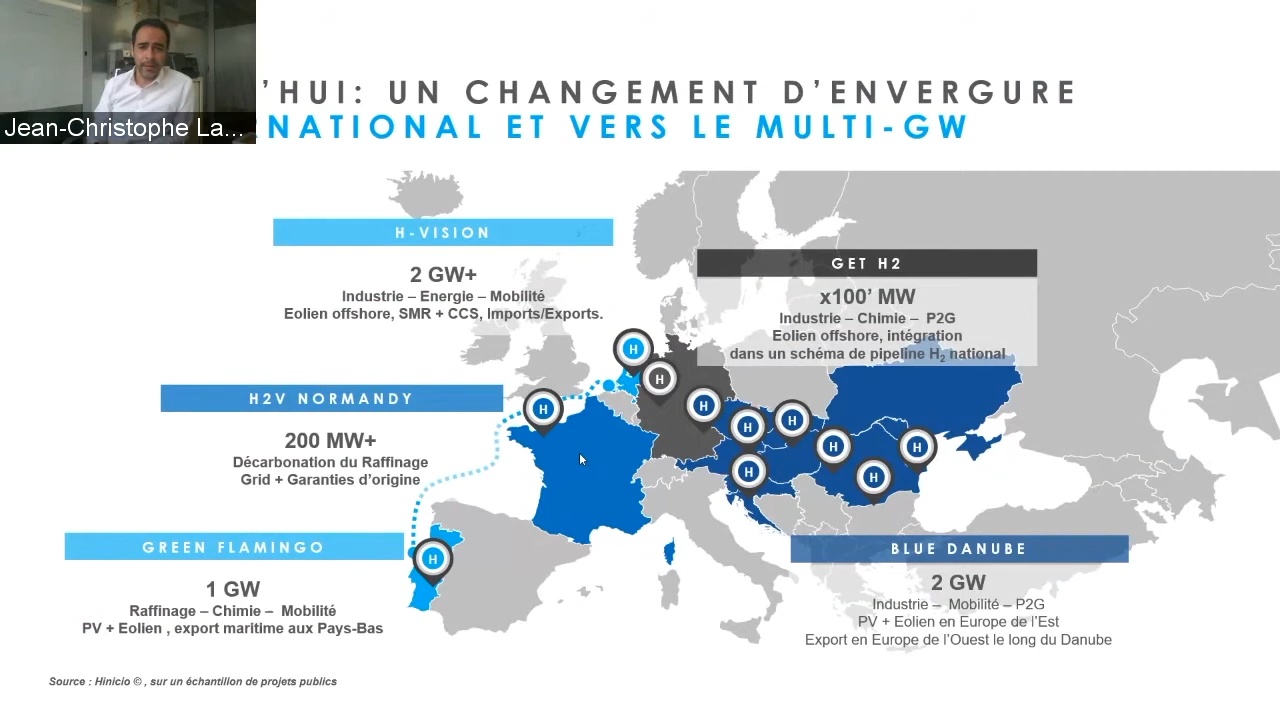 'HUI: UN CHANGEMENT D'ENVERGURE
NATIONAL ET VERS LE MULTI-GW
Jean-Christophe La...
H-VISION
2 GW+
Industrie – Energie – Mobilité
Eolien offshore, SMR + CCS, Imports/Exports.
GET H2
x100' MW
Industrie – Chimie – P2G
Eolien offshore, intégration
dans un schéma de pipeline H2 national
H2V NORMANDY
200 MW+
Décarbonation du Raffinage
Grid + Garanties d'origine
GREEN FLAMINGO
1 GW
Raffinage – Chimie – Mobilité
PV + Eolien , export maritime aux Pays-Bas
BLUE DANUBE
2 GW
Industrie – Mobilité – P2G
PV + Eolien en Europe de l'Est
Export en Europe de l'Ouest le long du Danube
H
H
H
H
H
H
H
H
H
H
H
Source : Hinicio © , sur un échantillon de projets publics